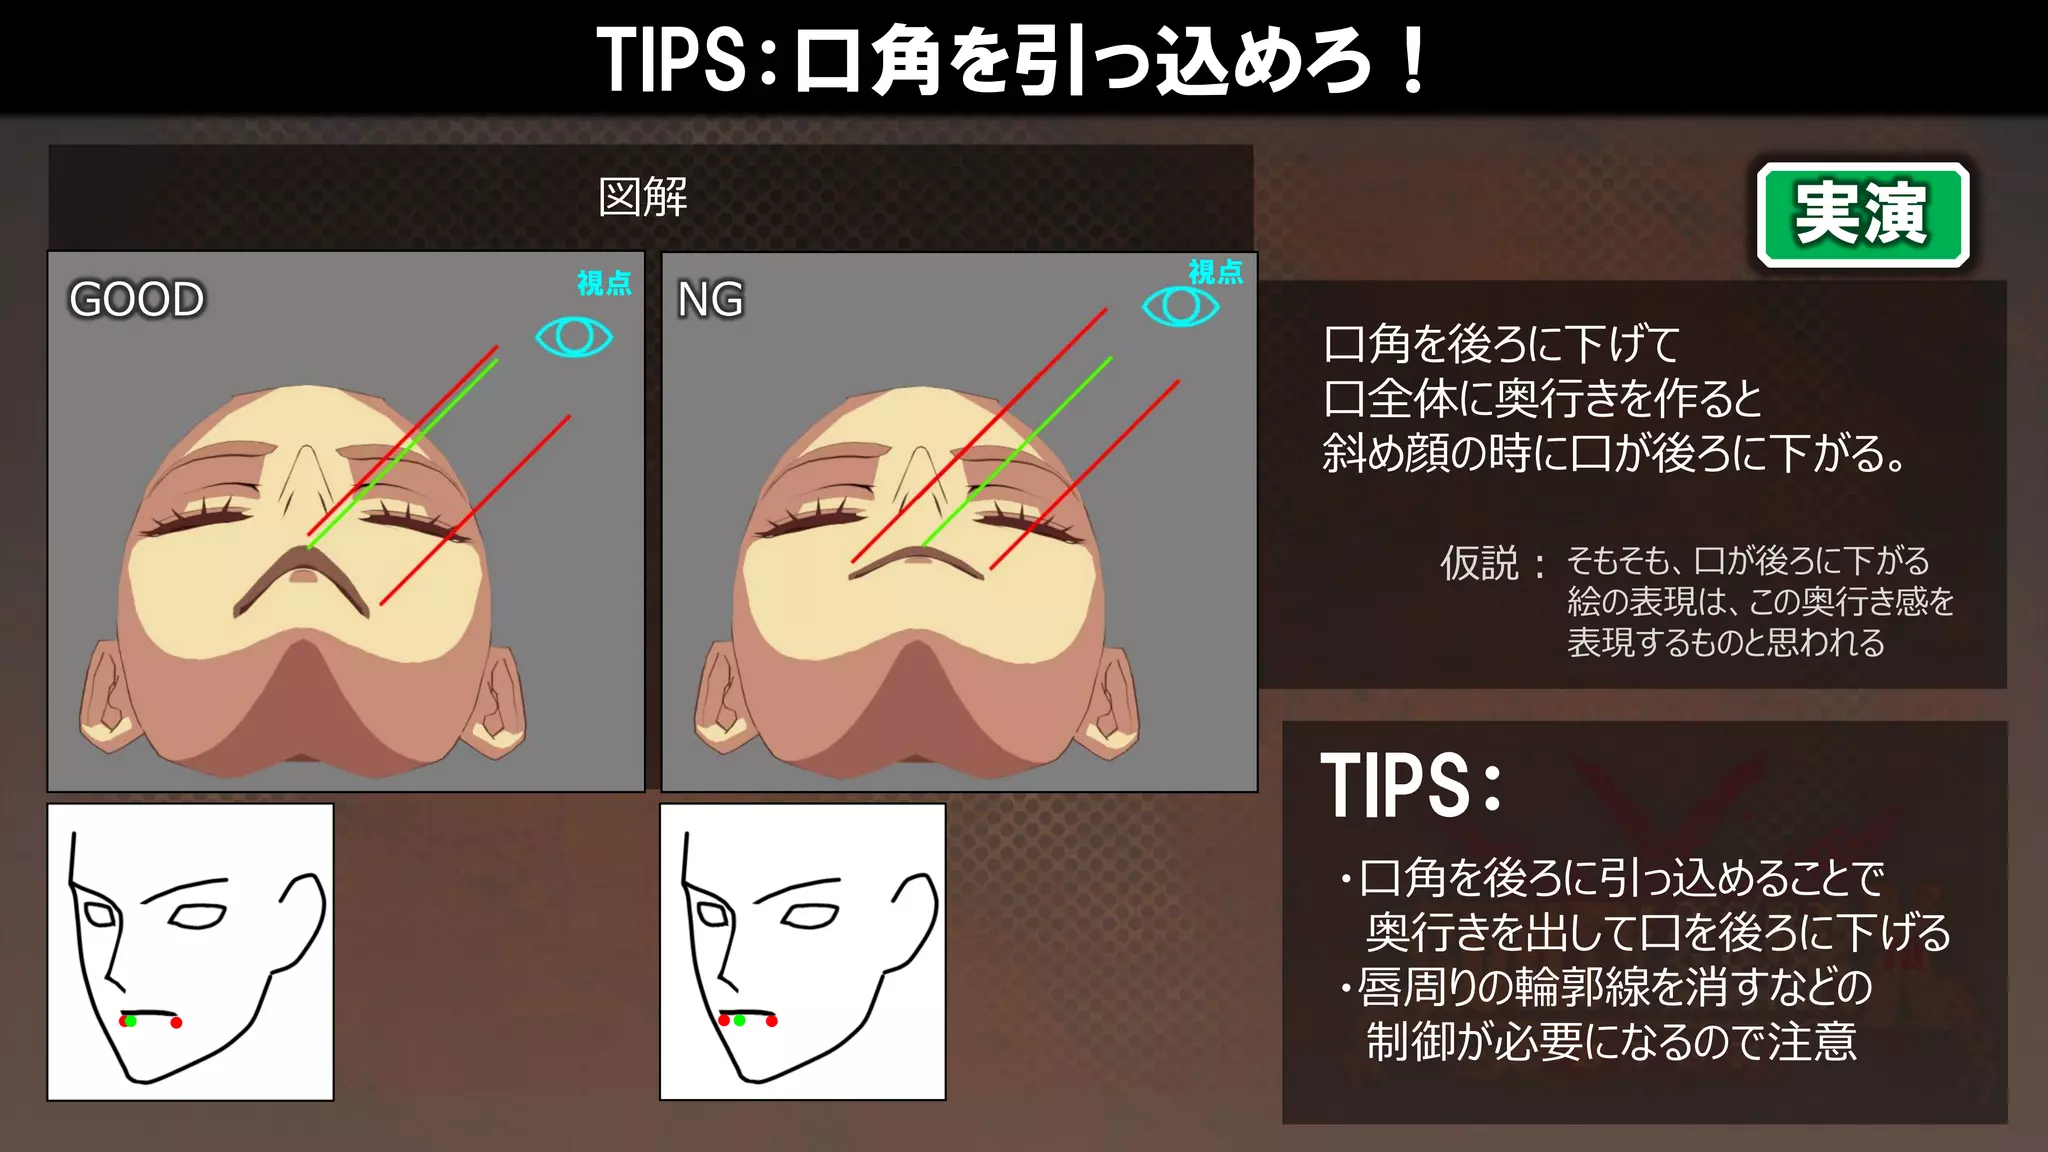 TIPS:口角を引っ込めろ！
図解
実演
GOOD
視点
NG
視点
口角を後ろに下げて
口全体に奥行きを作ると
斜め顔の時に口が後ろに下がる。
仮説： そもそも、口が後ろに下がる
絵の表現は、この奥行き感を
表現するものと思われる
TIPS:
・口角を後ろに引っ込めることで
奥行きを出して口を後ろに下げる
・唇周りの輪郭線を消すなどの
制御が必要になるので注意